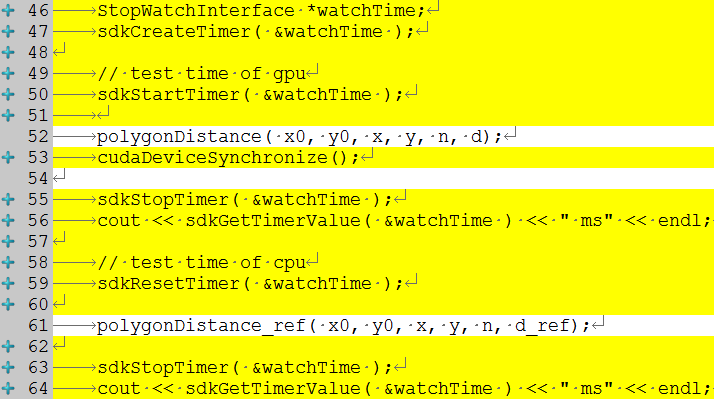 46 StopWatchInterface *watchTime;
47 sdkCreateTimer( &watchTime );
48
49 // test time of gpu
50 sdkStartTimer( &watchTime );
51
52 polygonDistance( x0, y0, x, y, n, d);
53 cudaDeviceSynchronize();
54
55 sdkStopTimer( &watchTime );
56 cout << sdkGetTimerValue( &watchTime ) << " ms" << endl;
57
58 // test time of cpu
59 sdkResetTimer( &watchTime );
60
61 polygonDistance_ref( x0, y0, x, y, n, d_ref);
62
63 sdkStopTimer( &watchTime );
64 cout << sdkGetTimerValue( &watchTime ) << " ms" << endl;